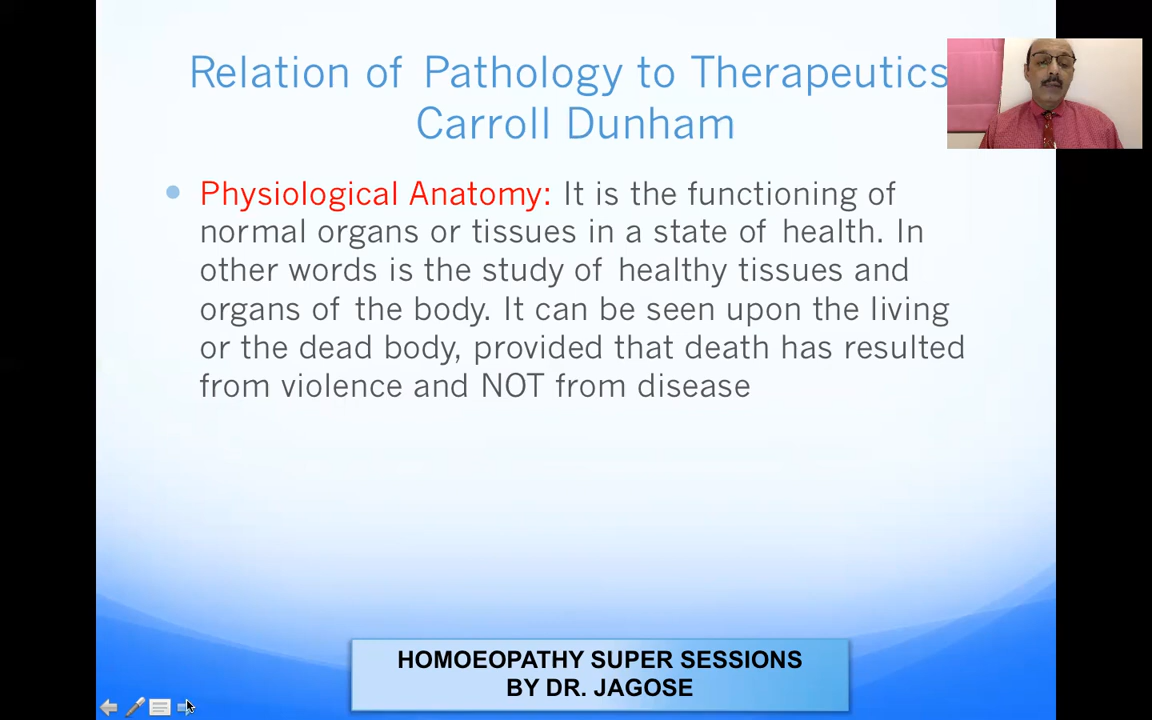 Relation of Pathology to Therapeutics
Carroll Dunham
Physiological Anatomy: It is the functioning of
normal organs or tissues in a state of health. In
other words is the study of healthy tissues and
organs of the body. It can be seen upon the living
or the dead body, provided that death has resulted
from violence and NOT from disease
HOMOEOPATHY SUPER SESSIONS
BY DR. JAGOSE